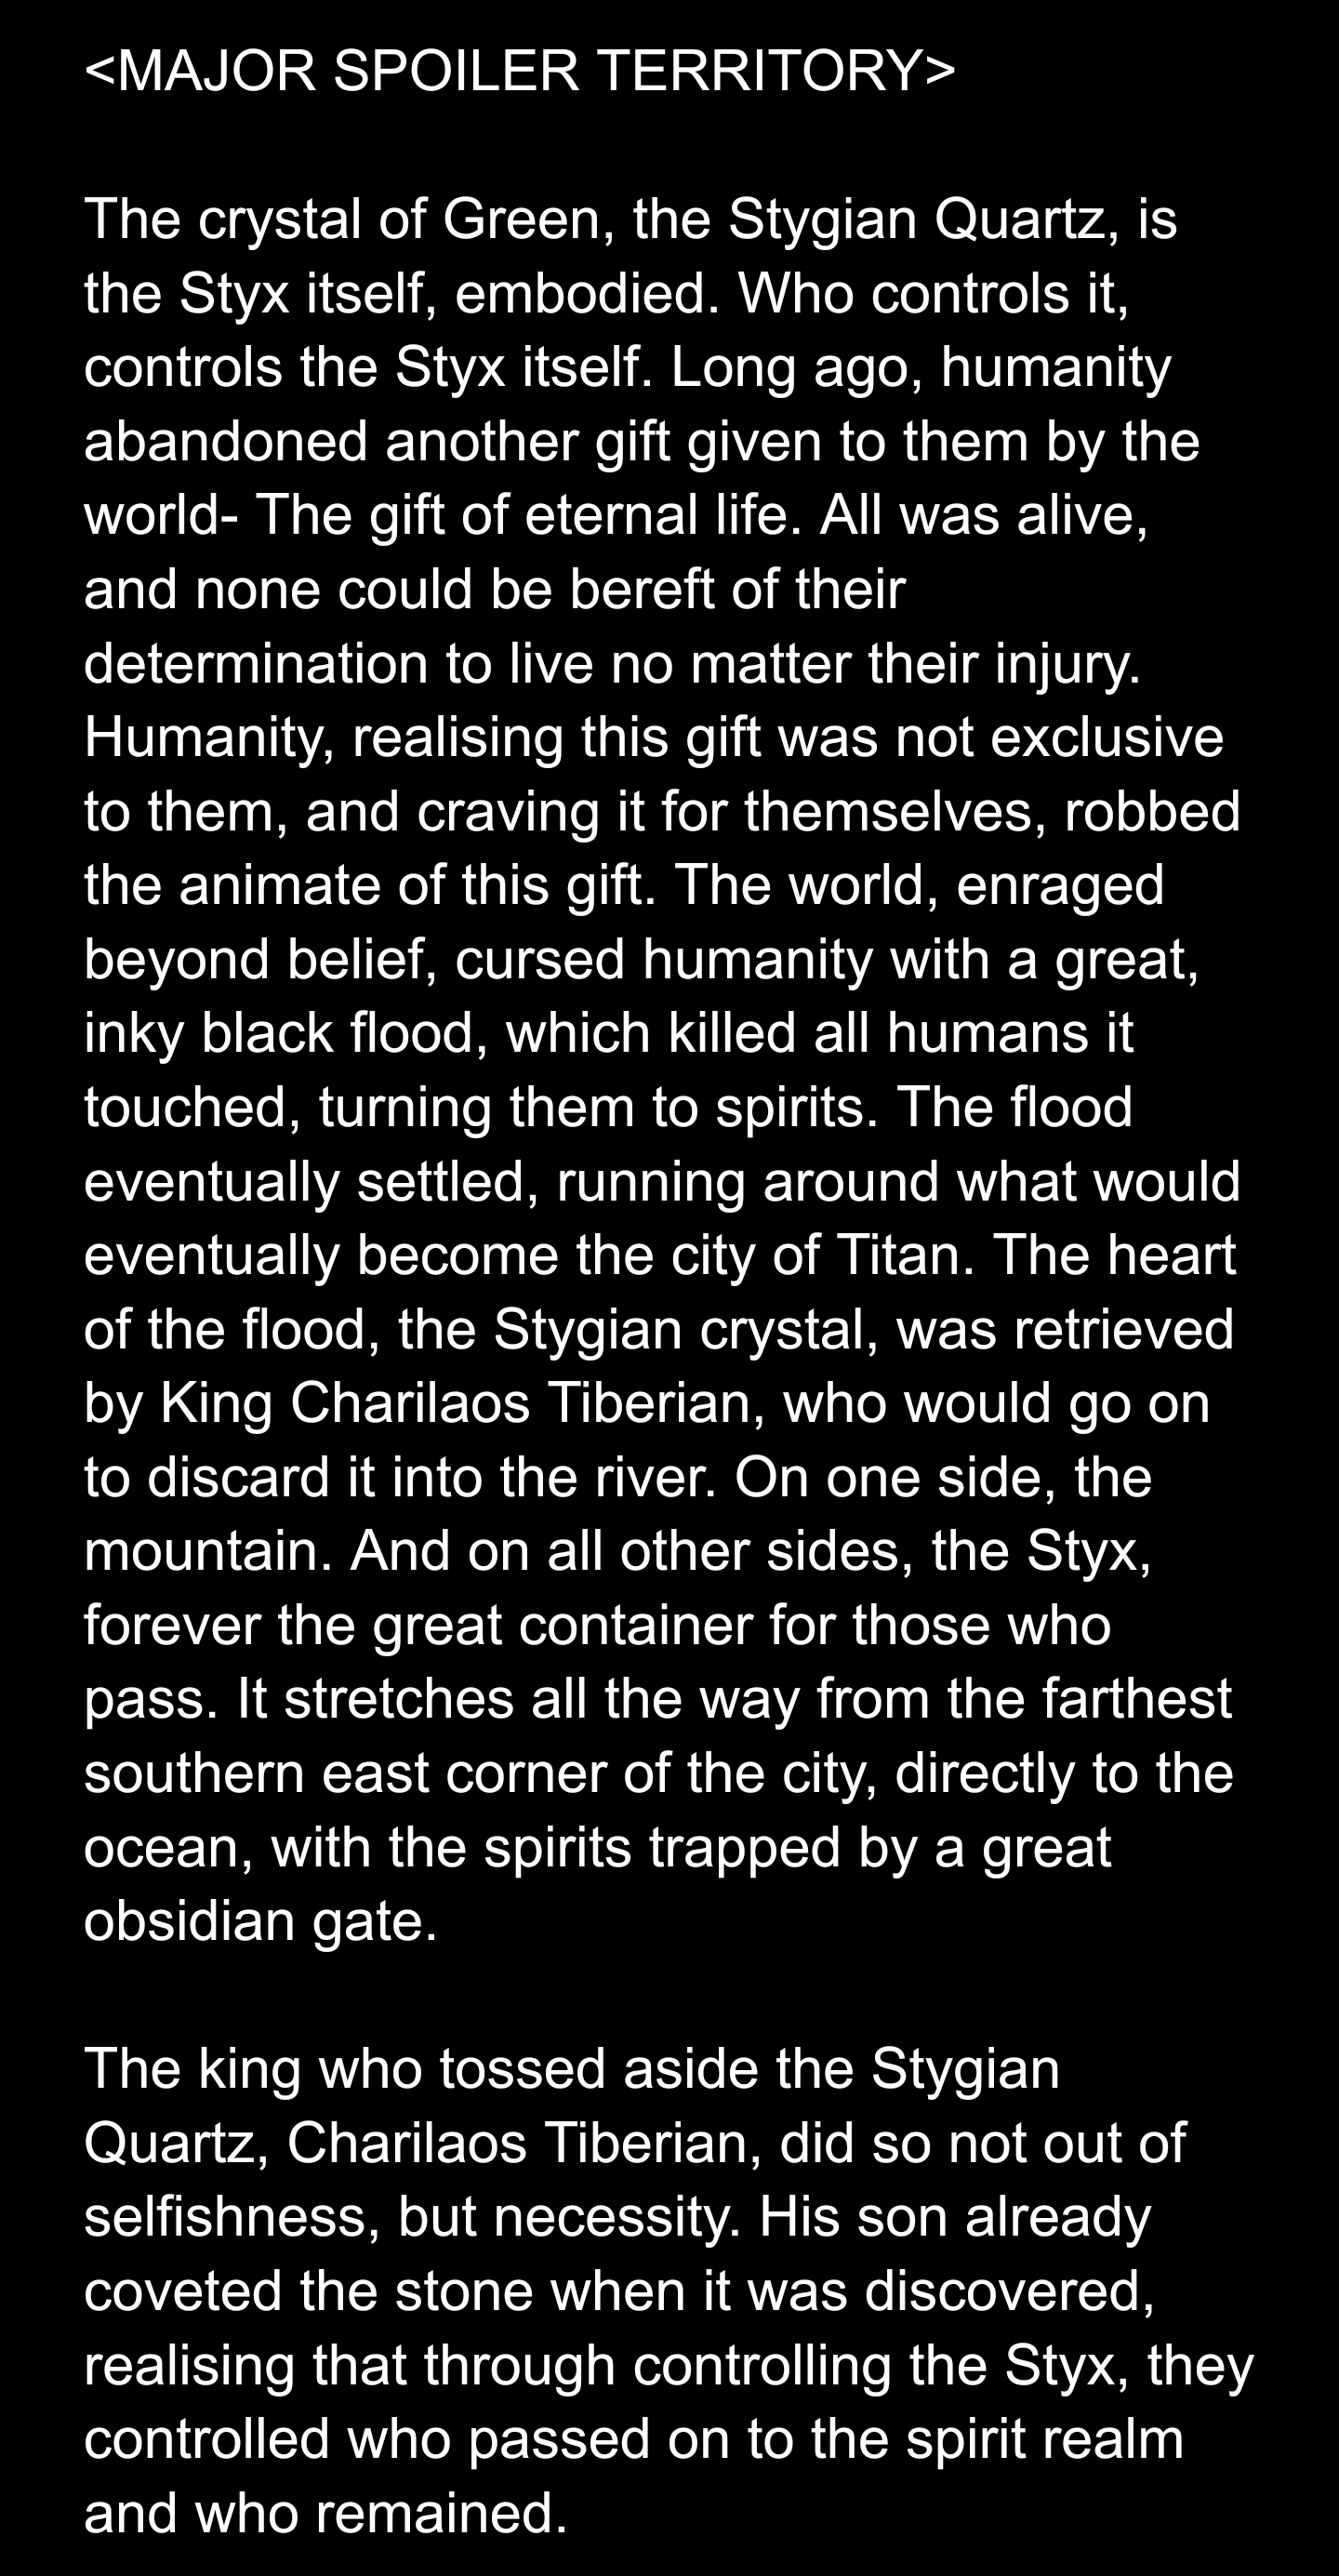 <MAJOR SPOILER TERRITORY>
The crystal of Green, the Stygian Quartz, is
the Styx itself, embodied. Who controls it,
controls the Styx itself. Long ago, humanity
abandoned another gift given to them by the
world- The gift of eternal life. All was alive,
and none could be bereft of their
determination to live no matter their injury.
Humanity, realising this gift was not exclusive
to them, and craving it for themselves, robbed
the animate of this gift. The world, enraged
beyond belief, cursed humanity with a great,
inky black flood, which killed all humans it
touched, turning them to spirits. The flood
eventually settled, running around what would
eventually become the city of Titan. The heart
of the flood, the Stygian crystal, was retrieved
by King Charilaos Tiberian, who would go on
to discard it into the river. On one side, the
mountain. And on all other sides, the Styx,
forever the great container for those who
pass. It stretches all the way from the farthest
southern east corner of the city, directly to the
ocean, with the spirits trapped by a great
obsidian gate.
The king who tossed aside the Stygian
Quartz, Charilaos Tiberian, did so not out of
selfishness, but necessity. His son already
coveted the stone when it was discovered,
realising that through controlling the Styx, they
controlled who passed on to the spirit realm
and who remained.